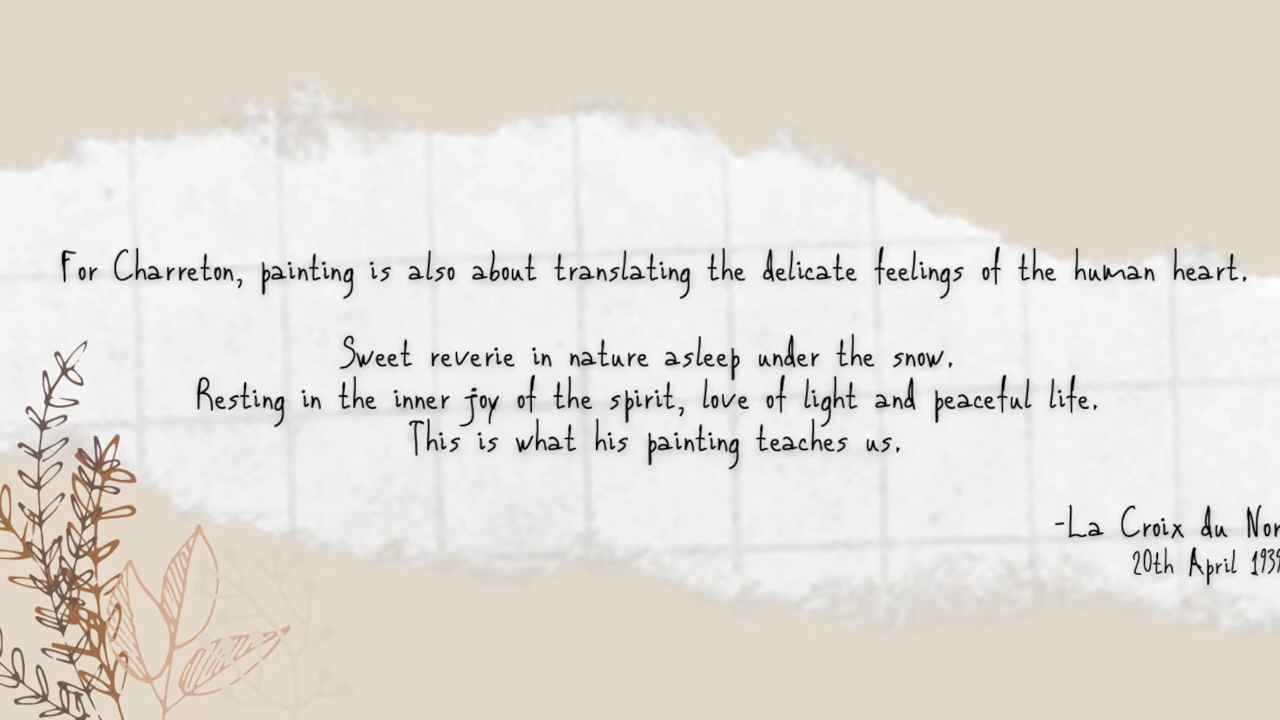 For Charreton, painting is also about translating the delicate feelings of the human heart.
Sweet reverie in nature asleep under the snow.
Resting in the inner joy of the spirit, love of light and peaceful life.
This is what his painting teaches us.
-La Croix du
20th April